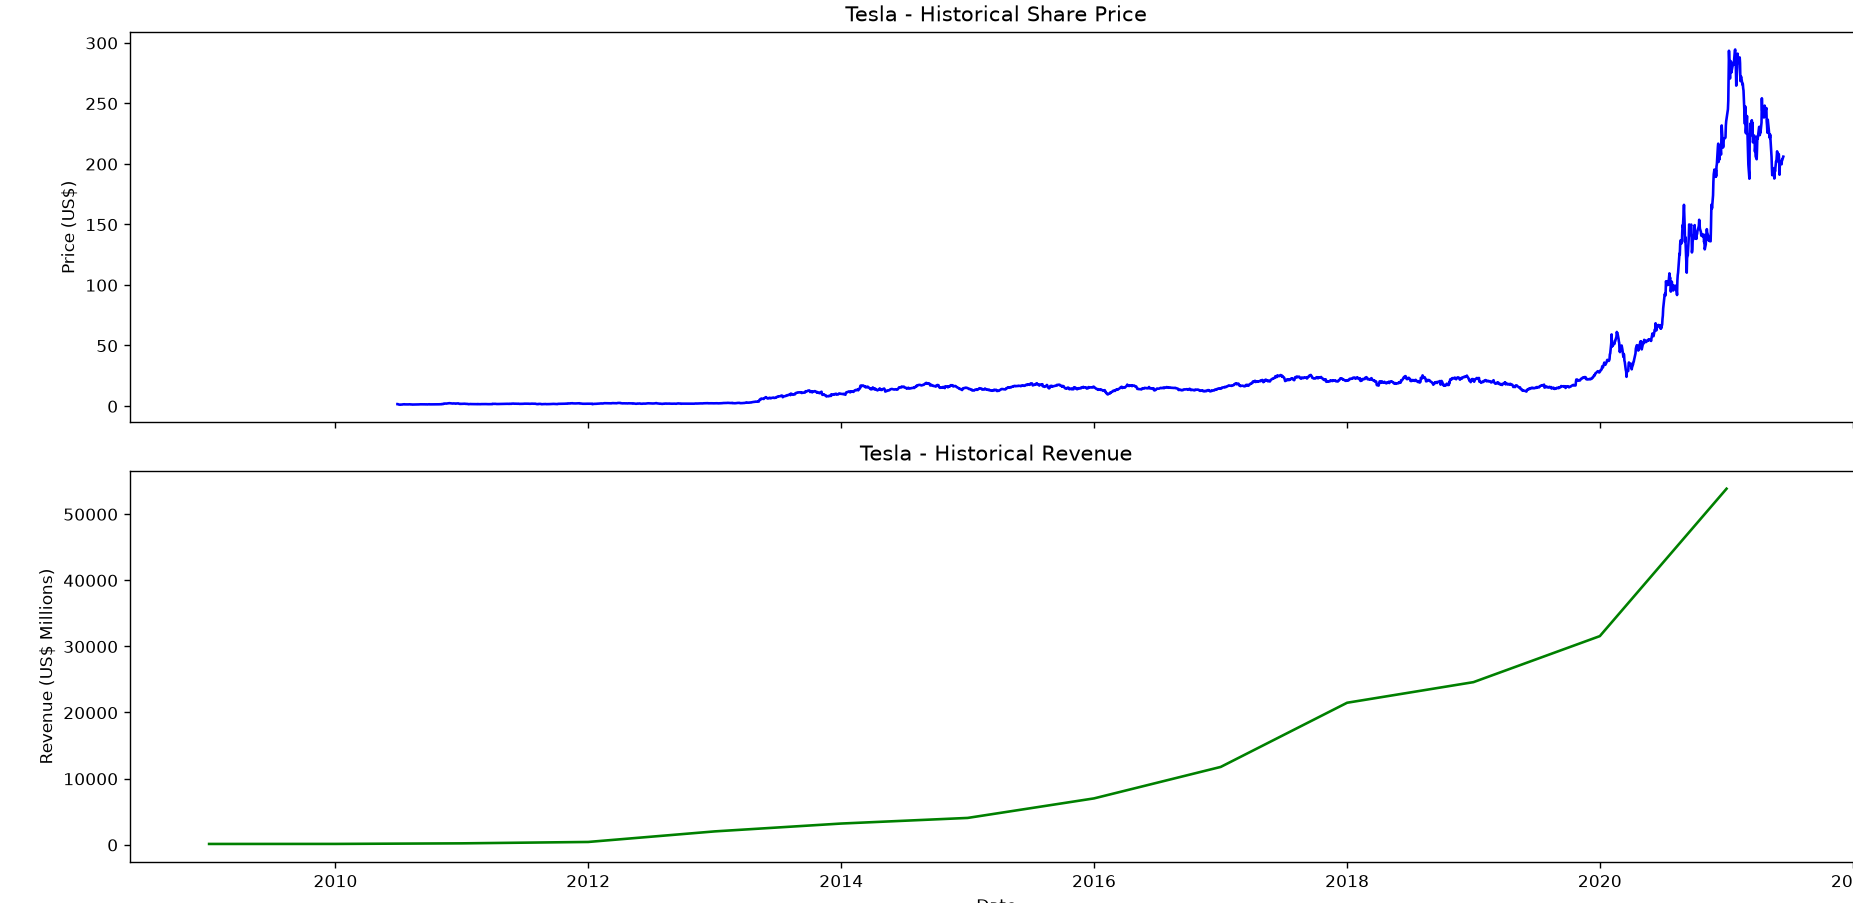 Tesla - Historical Share Price
300
250
200
150
100
50
0
Price (US$)
Tesla - Historical Revenue
50000
40000
30000
20000
10000
0
Revenue (US$ Millions)
2010 2012 2014 2016 2018 2020 20